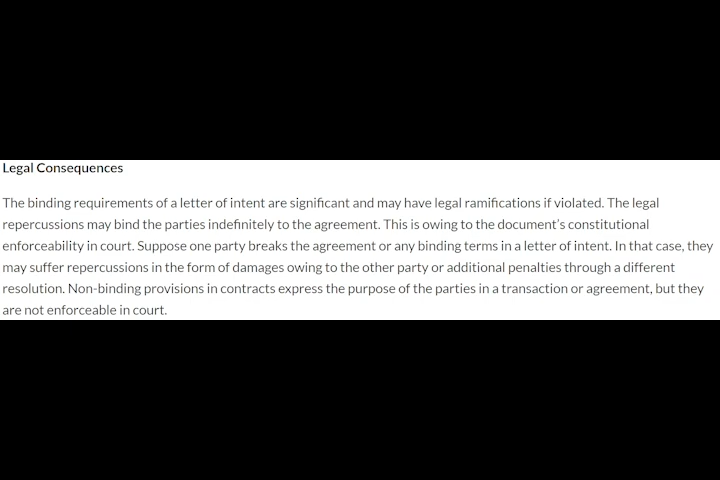 Legal Consequences
The binding requirements of a letter of intent are significant and may have legal ramifications if violated. The legal
repercussions may bind the parties indefinitely to the agreement. This is owing to the document’s constitutional
enforceability in court. Suppose one party breaks the agreement or any binding terms in a letter of intent. In that case, they
may suffer repercussions in the form of damages owing to the other party or additional penalties through a different
resolution. Non-binding provisions in contracts express the purpose of the parties in a transaction or agreement, but they
are not enforceable in court.